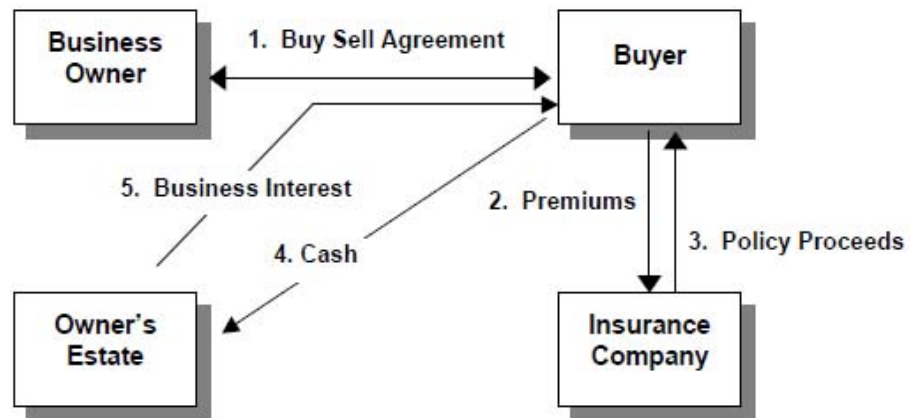 Business
Owner
1. Buy Sell Agreement
Buyer
5. Business Interest
2. Premiums
3. Policy Proceeds
4. Cash
Owner's
Estate
Insurance
Company